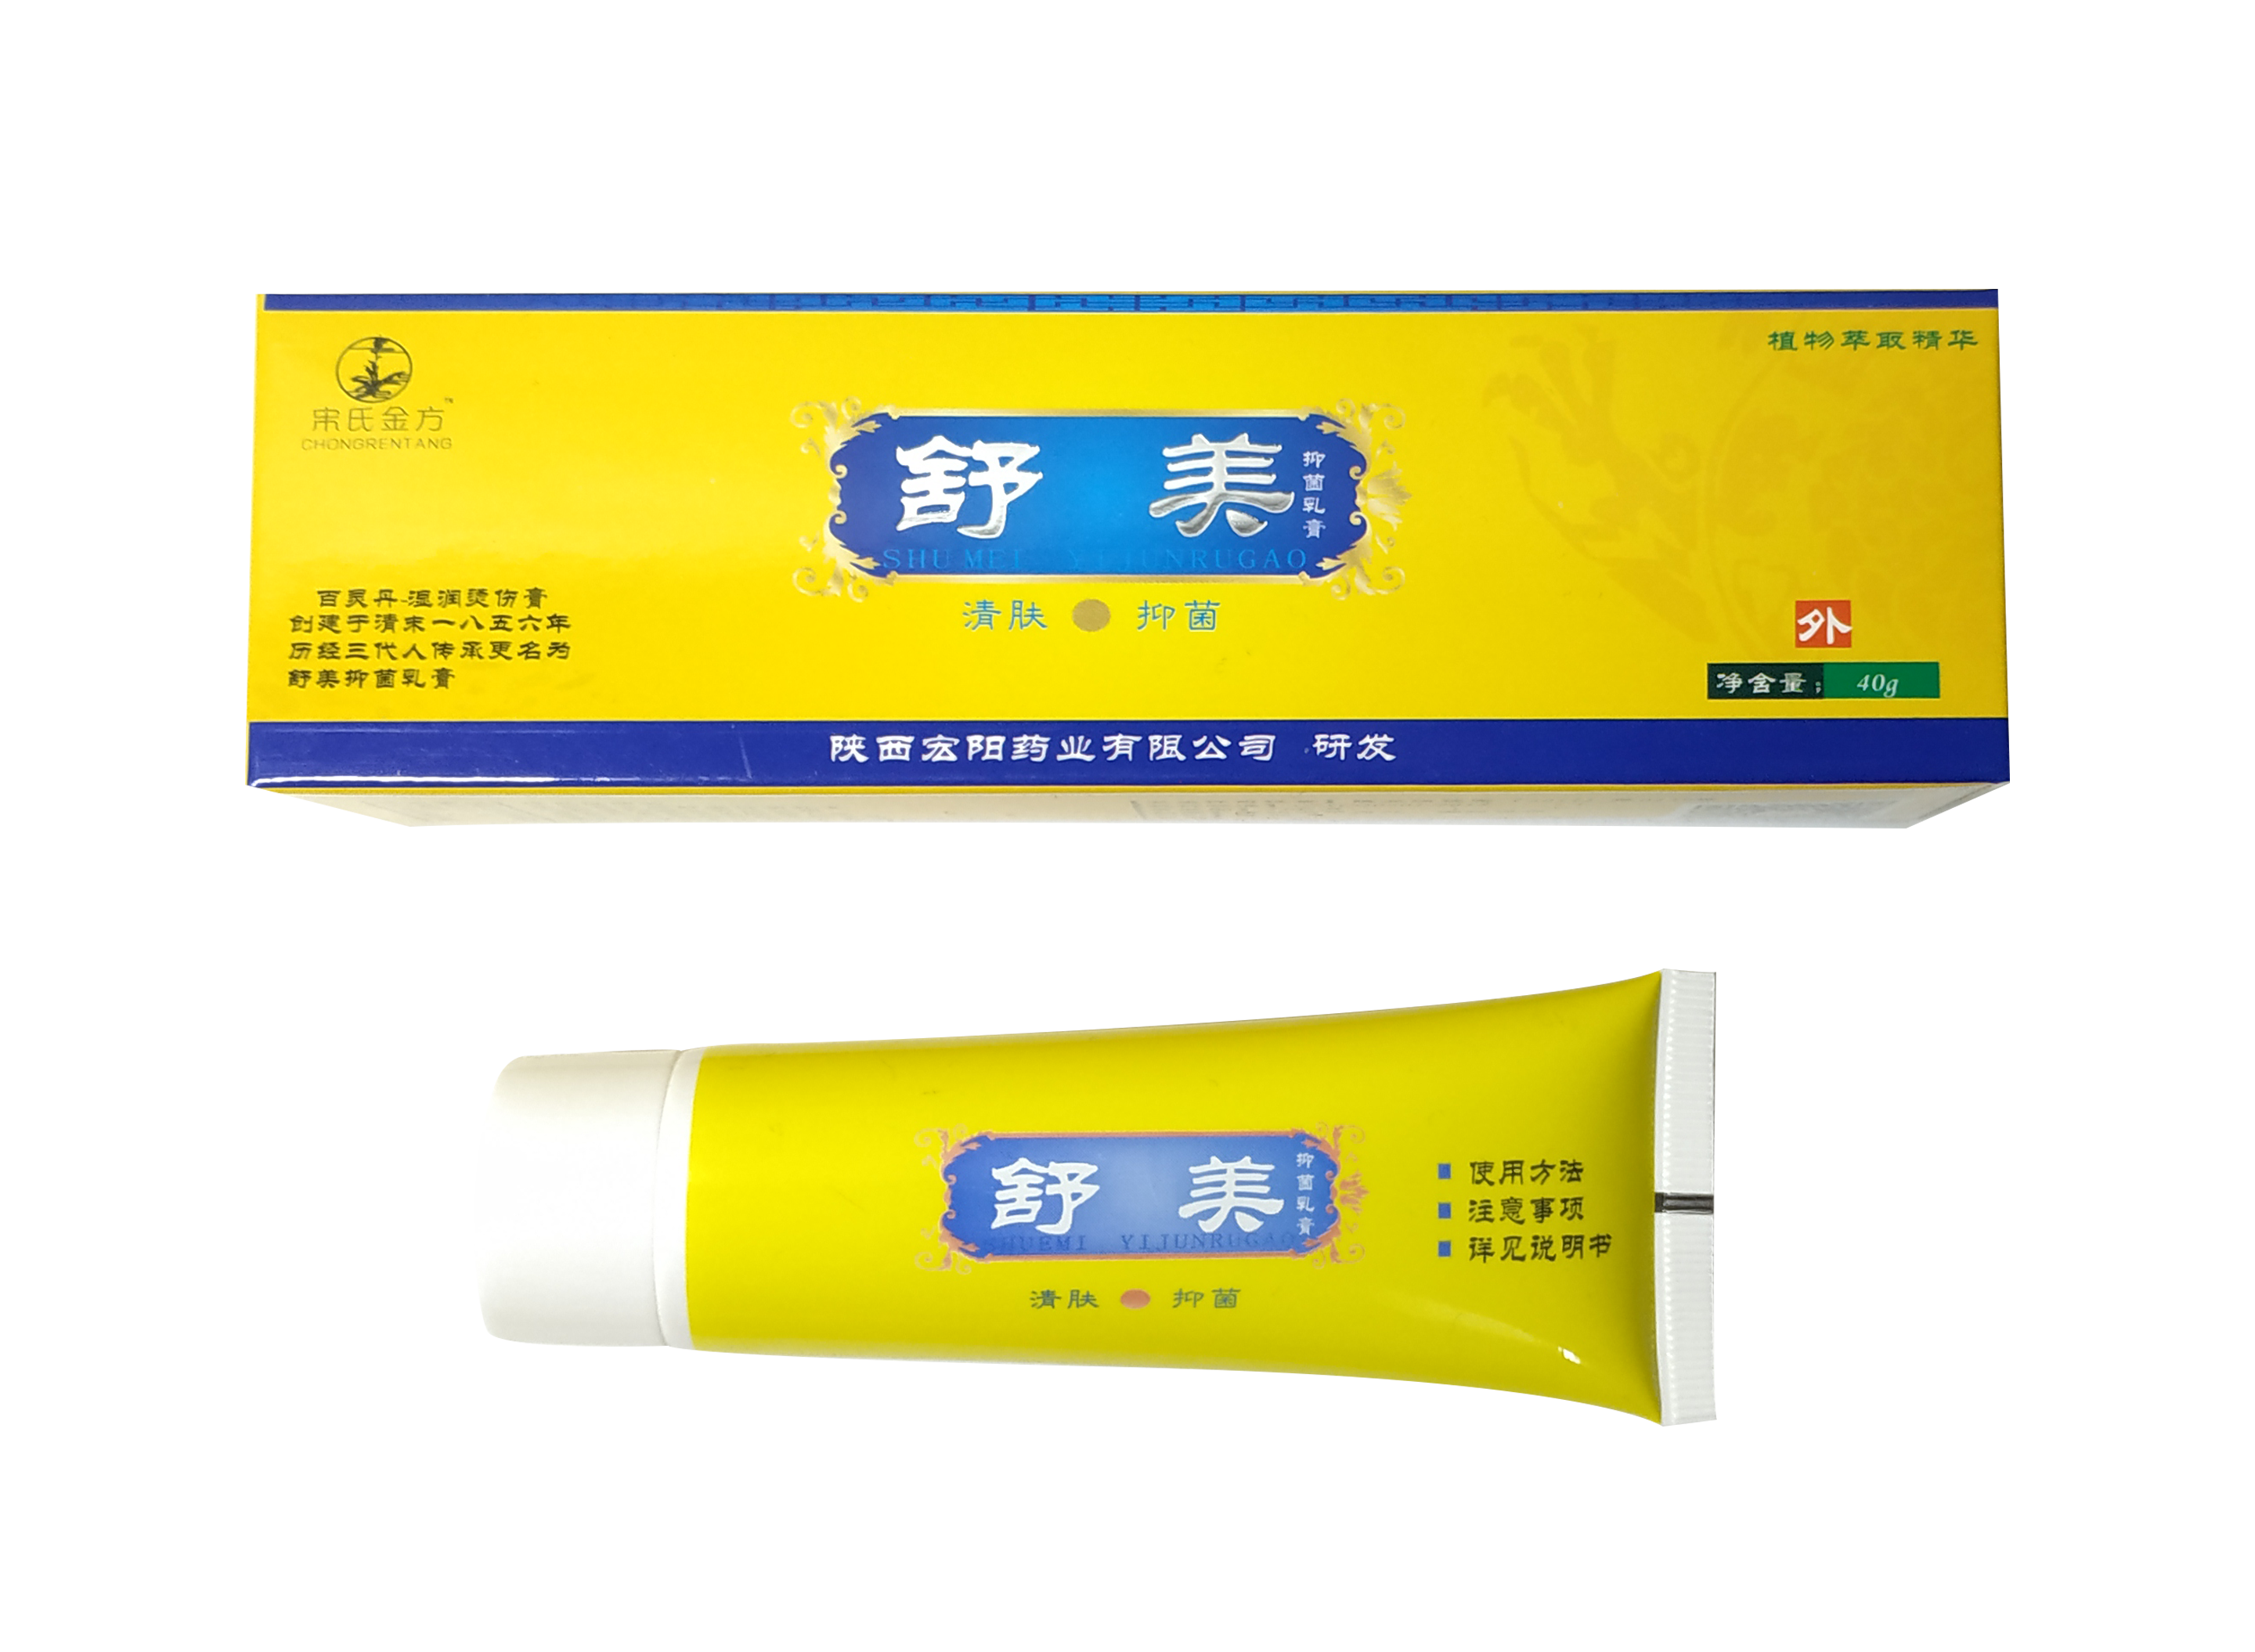 植物萃取精华
宋氏金方
CHONGRENTANG
舒美
抑菌乳膏
SHUMEI YIJUNRUGAO
清肤 抑菌
百灵丹-湿润烫伤膏
创建于清末一八五六年
历经三代人传承更名为
舒美抑菌乳膏
外
净含量: 40g
陕西宏阳药业有限公司 研发
舒美
抑菌乳膏
SHUEMI YIJUNRUGAO
清肤 抑菌
使用方法
注意事项
详见说明书